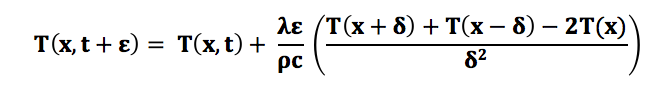 T(x, t + ε) = T(x, t) + λε/ρc ( (T(x + δ) + T(x − δ) − 2T(x))/δ² )